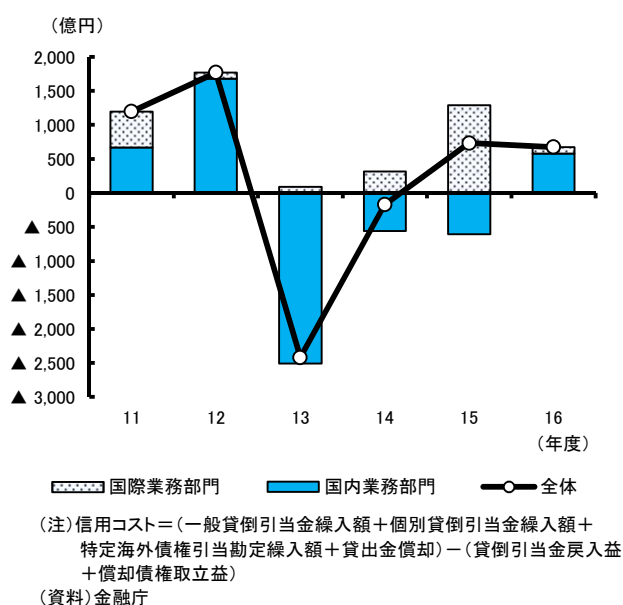 （億円）
2,000
1,500
1,000
500
0
▲ 500
▲ 1,000
▲ 1,500
▲ 2,000
▲ 2,500
▲ 3,000
11 12 13 14 15 16
（年度）
国際業務部門 国内業務部門 全体
（注）信用コスト＝（一般貸倒引当金繰入額＋個別貸倒引当金繰入額＋
特定海外債権引当勘定繰入額＋貸出金償却）－（貸倒引当金戻入益
＋償却債権取立益）
（資料）金融庁